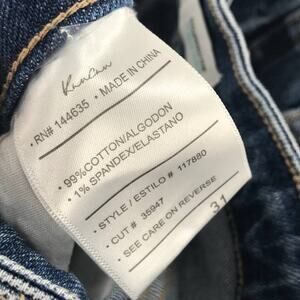 KanCan
• RN# 144635 • MADE IN CHINA
• 99%COTTON/ALGODON
• 1% SPANDEX/ELASTANO
• STYLE / ESTILO # 117880
• CUT # 35947
• SEE CARE ON REVERSE
31